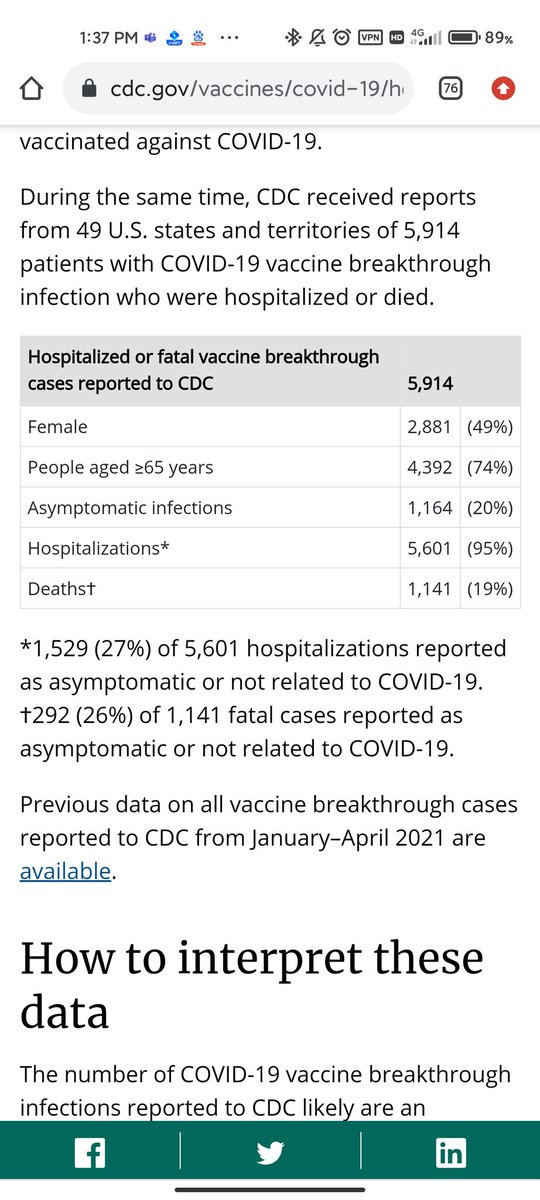 1:37 PM ... VPN HD 4G 89%
cdc.gov/vaccines/covid-19/h 76
vaccinated against COVID-19.
During the same time, CDC received reports
from 49 U.S. states and territories of 5,914
patients with COVID-19 vaccine breakthrough
infection who were hospitalized or died.
Hospitalized or fatal vaccine breakthrough
cases reported to CDC 5,914
Female 2,881 (49%)
People aged ≥65 years 4,392 (74%)
Asymptomatic infections 1,164 (20%)
Hospitalizations* 5,601 (95%)
Deaths† 1,141 (19%)
*1,529 (27%) of 5,601 hospitalizations reported
as asymptomatic or not related to COVID-19.
†292 (26%) of 1,141 fatal cases reported as
asymptomatic or not related to COVID-19.
Previous data on all vaccine breakthrough cases
reported to CDC from January–April 2021 are
available.
How to interpret these
data
The number of COVID-19 vaccine breakthrough
infections reported to CDC likely are an